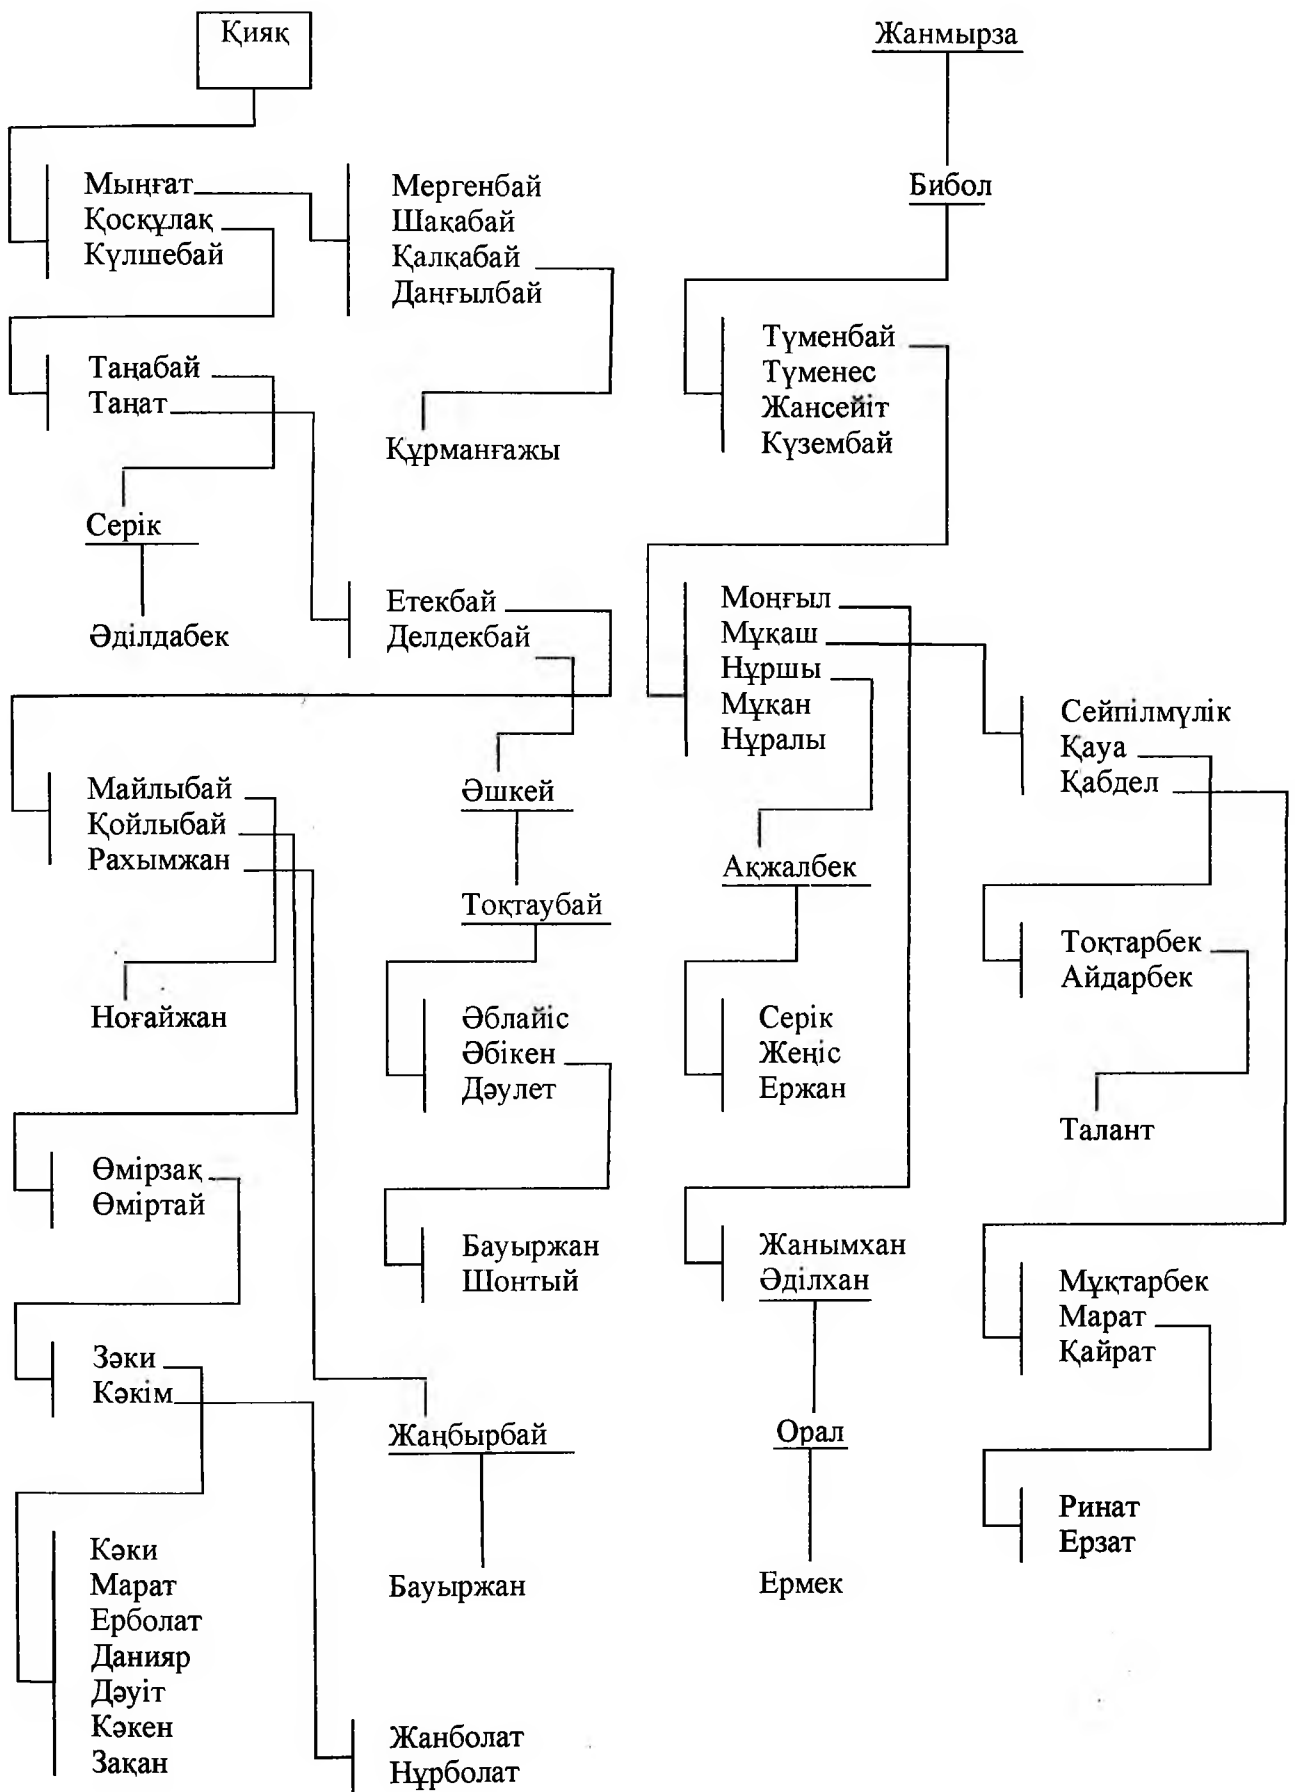 Қияқ
Мыңғат
Қосқұлақ
Күлшебай
Мергенбай
Шақабай
Қалқабай
Даңғылбай
Таңабай
Таңат
Құрманғажы
Серік
Әділдабек
Етекбай
Делдекбай
Майлыбай
Қойлыбай
Рахымжан
Әшкей
Тоқтаубай
Ноғайжан
Әблайіс
Әбікен
Дәулет
Өмірзақ
Өміртай
Бауыржан
Шонтый
Зәки
Кәкім
Жаңбырбай
Бауыржан
Кәки
Марат
Ерболат
Данияр
Дәуіт
Кәкен
Зақан
Жанболат
Нұрболат
Жанмырза
Бибол
Түменбай
Түменес
Жансейіт
Күзембай
Моңғыл
Мұқаш
Нұршы
Мұқан
Нұралы
Сейпілмүлік
Қауа
Қабдел
Ақжалбек
Серік
Жеңіс
Ержан
Тоқтарбек
Айдарбек
Талант
Жанымхан
Әділхан
Орал
Ермек
Мұқтарбек
Марат
Қайрат
Ринат
Ерзат